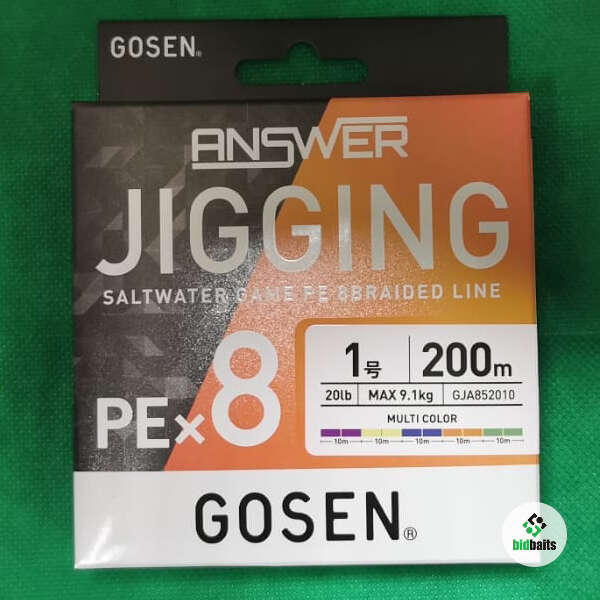 GOSEN®
ANSWER
JIGGING
SALTWATER GAME PE 8BRAIDED LINE
PE×8
1号 200m
20lb MAX 9.1kg GJA852010
MULTI COLOR
10m 10m 10m 10m 10m
GOSEN®
bidbaits